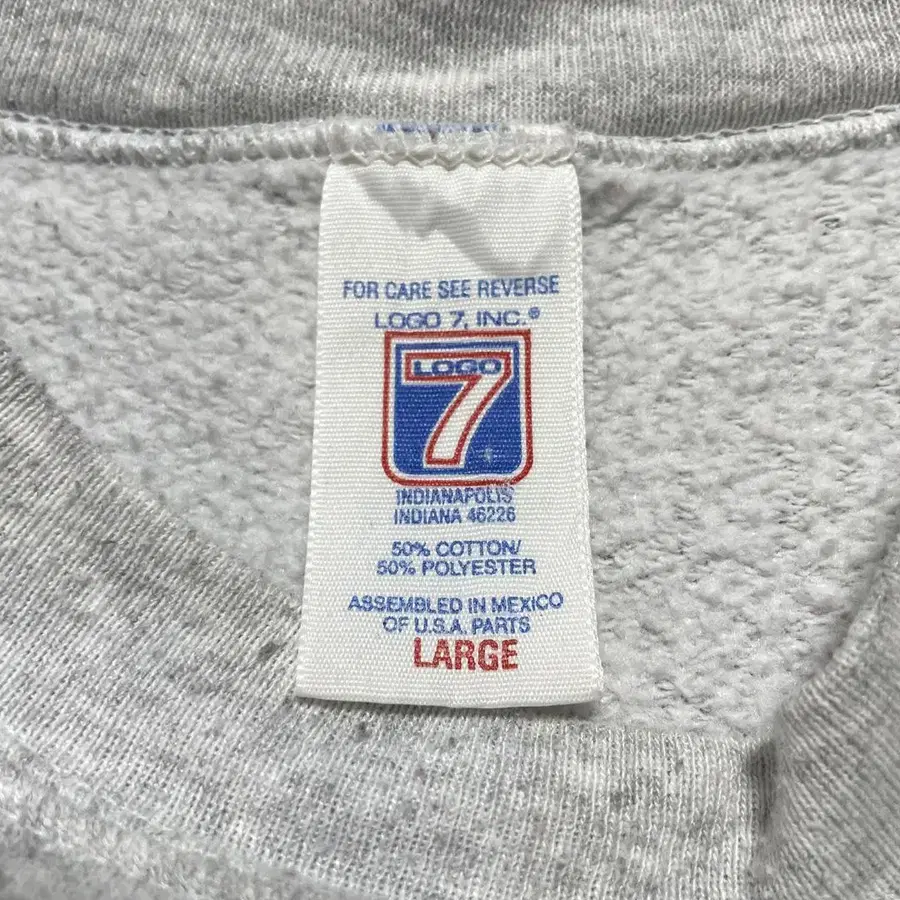 FOR CARE SEE REVERSE
LOGO 7, INC.®
LOGO
7
INDIANAPOLIS
INDIANA 46226
50% COTTON/
50% POLYESTER
ASSEMBLED IN MEXICO
OF U.S.A. PARTS
LARGE